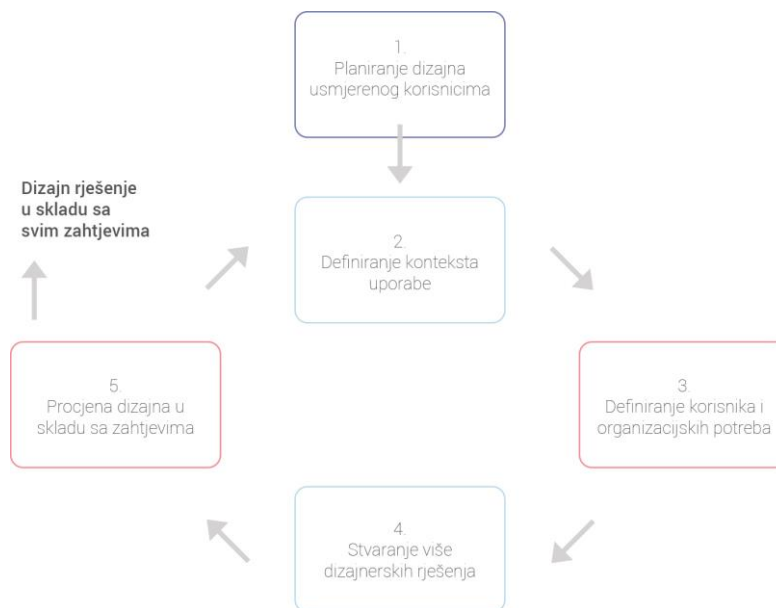 1.
Planiranje dizajna
usmjerenog korisnicima
Dizajn rješenje
u skladu sa
svim zahtjevima
2.
Definiranje konteksta
uporabe
5.
Procjena dizajna u
skladu sa zahtjevima
3.
Definiranje korisnika i
organizacijskih potreba
4.
Stvaranje više
dizajnerskih rješenja